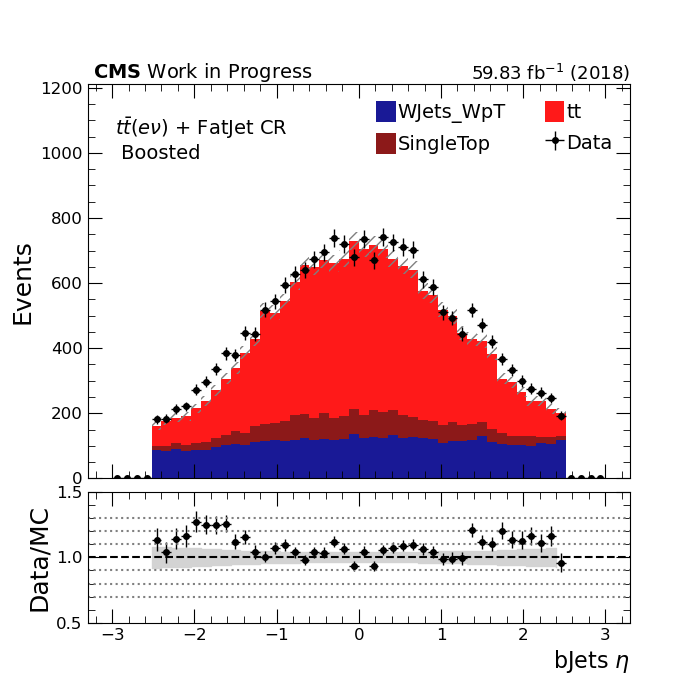 CMS Work in Progress 59.83 fb⁻¹ (2018)
1200
1000
800
600
400
200
0
Events
tt̄(eν) + FatJet CR
Boosted
WJets_WpT tt
SingleTop Data
1.5
1.0
0.5
Data/MC
−3 −2 −1 0 1 2 3
bJets η